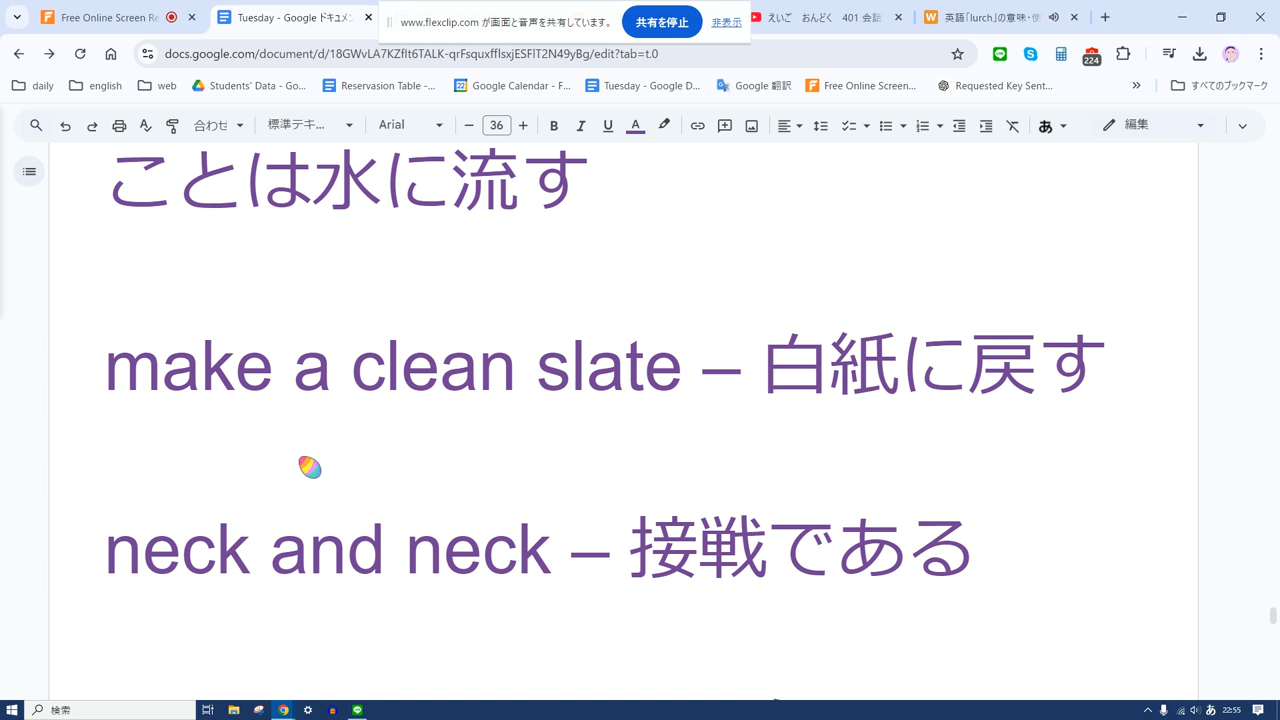 Free Online Screen Re
Tuesday - Google ドキュメン
www.flexclip.com が画面と音声を共有しています。
共有を停止
非表示
えいご おんどく 401 会話
英語「lurch」の意味・使
docs.google.com/document/d/18GWyLA7KZflt6TALK-qrFsquxfflsxjESFlT2N49yBg/edit?tab=t.0
224
daily
english
web
Students' Data - Go...
Reservasion Table -...
Google Calendar - F...
Tuesday - Google D...
Google 翻訳
Free Online Screen...
Requested Key Sent...
すべてのブックマーク
合わせ
標準テキ...
Arial
36
編集
ことは水に流す
make a clean slate – 白紙に戻す
neck and neck – 接戦である
検索
あ
22:55